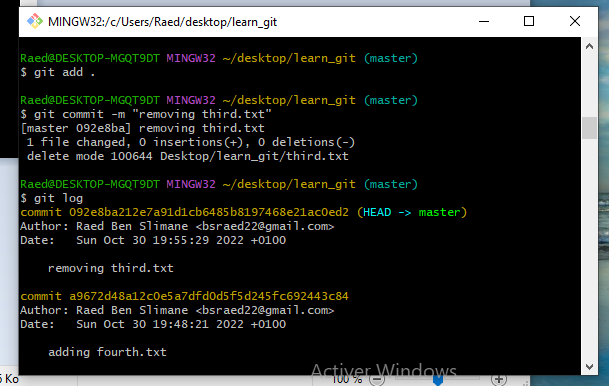 MINGW32:/c/Users/Raed/desktop/learn_git
Raed@DESKTOP-MGQT9DT MINGW32 ~/desktop/learn_git (master)
$ git add .
Raed@DESKTOP-MGQT9DT MINGW32 ~/desktop/learn_git (master)
$ git commit -m "removing third.txt"
[master 092e8ba] removing third.txt
 1 file changed, 0 insertions(+), 0 deletions(-)
 delete mode 100644 Desktop/learn_git/third.txt
Raed@DESKTOP-MGQT9DT MINGW32 ~/desktop/learn_git (master)
$ git log
commit 092e8ba212e7a91d1cb6485b8197468e21ac0ed2 (HEAD -> master)
Author: Raed Ben Slimane <bsraed22@gmail.com>
Date:   Sun Oct 30 19:55:29 2022 +0100
    removing third.txt
commit a9672d48a12c0e5a7dfd0d5f5d245fc692443c84
Author: Raed Ben Slimane <bsraed22@gmail.com>
Date:   Sun Oct 30 19:48:21 2022 +0100
    adding fourth.txt
Activer Windows
Ko
100 %